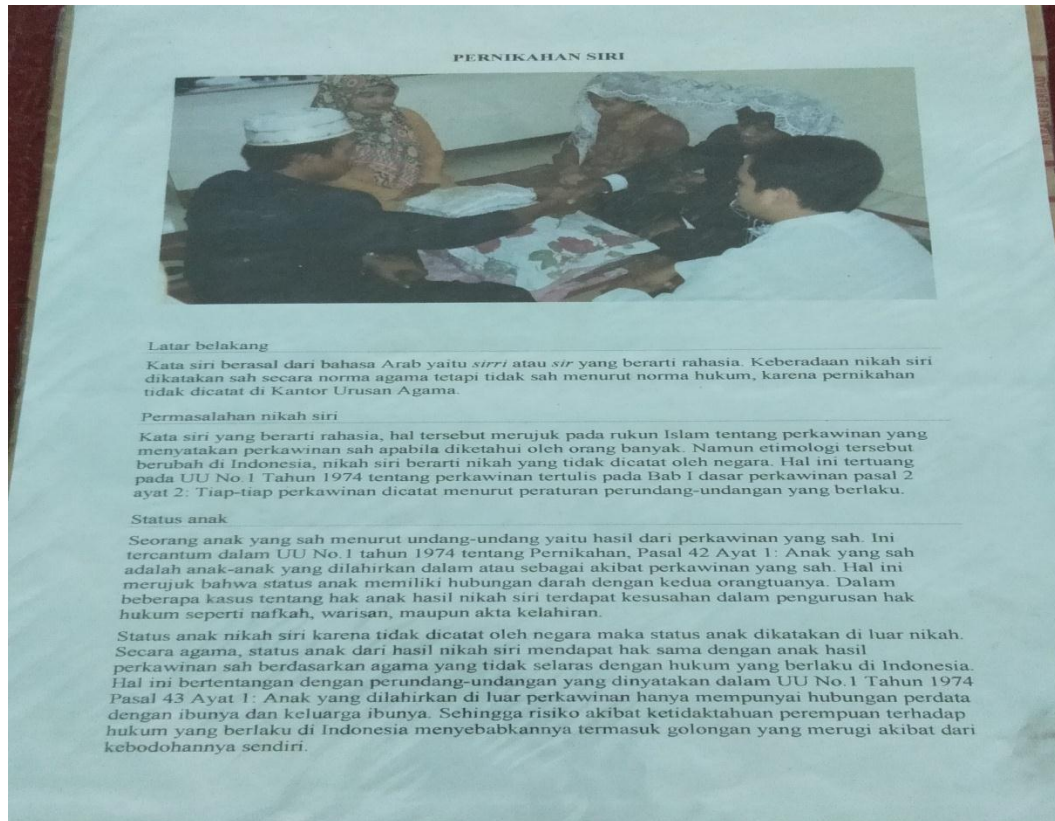 PERNIKAHAN SIRI
Latar belakang
Kata siri berasal dari bahasa Arab yaitu sirri atau sir yang berarti rahasia. Keberadaan nikah siri
dikatakan sah secara norma agama tetapi tidak sah menurut norma hukum, karena pernikahan
tidak dicatat di Kantor Urusan Agama.
Permasalahan nikah siri
Kata siri yang berarti rahasia, hal tersebut merujuk pada rukun Islam tentang perkawinan yang
menyatakan perkawinan sah apabila diketahui oleh orang banyak. Namun etimologi tersebut
berubah di Indonesia, nikah siri berarti nikah yang tidak dicatat oleh negara. Hal ini tertuang
pada UU No.1 Tahun 1974 tentang perkawinan tertulis pada Bab I dasar perkawinan pasal 2
ayat 2: Tiap-tiap perkawinan dicatat menurut peraturan perundang-undangan yang berlaku.
Status anak
Seorang anak yang sah menurut undang-undang yaitu hasil dari perkawinan yang sah. Ini
tercantum dalam UU No.1 tahun 1974 tentang Pernikahan, Pasal 42 Ayat 1: Anak yang sah
adalah anak-anak yang dilahirkan dalam atau sebagai akibat perkawinan yang sah. Hal ini
merujuk bahwa status anak memiliki hubungan darah dengan kedua orangtuanya. Dalam
beberapa kasus tentang hak anak hasil nikah siri terdapat kesusahan dalam pengurusan hak
hukum seperti nafkah, warisan, maupun akta kelahiran.
Status anak nikah siri karena tidak dicatat oleh negara maka status anak dikatakan di luar nikah.
Secara agama, status anak dari hasil nikah siri mendapat hak sama dengan anak hasil
perkawinan sah berdasarkan agama yang tidak selaras dengan hukum yang berlaku di Indonesia.
Hal ini bertentangan dengan perundang-undangan yang dinyatakan dalam UU No.1 Tahun 1974
Pasal 43 Ayat 1: Anak yang dilahirkan di luar perkawinan hanya mempunyai hubungan perdata
dengan ibunya dan keluarga ibunya. Sehingga risiko akibat ketidaktahuan perempuan terhadap
hukum yang berlaku di Indonesia menyebabkannya termasuk golongan yang merugi akibat dari
kebodohannya sendiri.